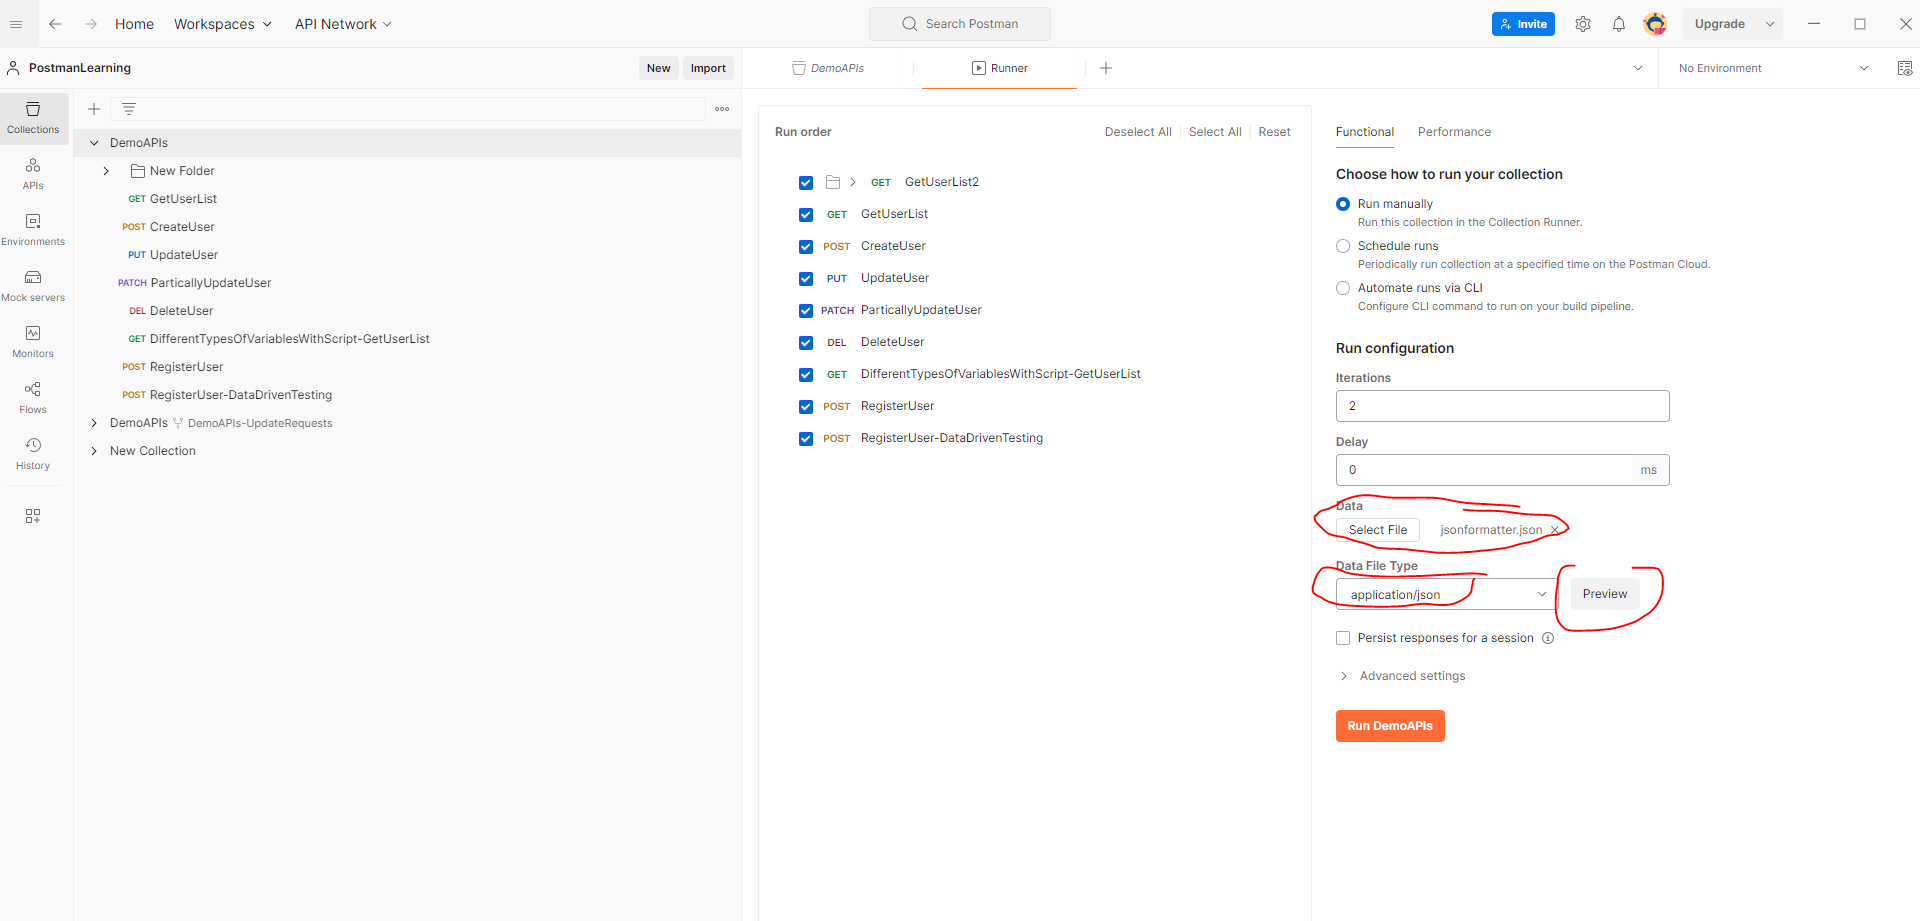 Home Workspaces API Network Search Postman Invite Upgrade
PostmanLearning New Import DemoAPIs Runner No Environment
Collections
APIs
Environments
Mock servers
Monitors
Flows
History
DemoAPIs
New Folder
GET GetUserList
POST CreateUser
PUT UpdateUser
PATCH ParticallyUpdateUser
DEL DeleteUser
GET DifferentTypesOfVariablesWithScript-GetUserList
POST RegisterUser
POST RegisterUser-DataDrivenTesting
DemoAPIs DemoAPIs-UpdateRequests
New Collection
Run order Deselect All Select All Reset
GET GetUserList2
GET GetUserList
POST CreateUser
PUT UpdateUser
PATCH ParticallyUpdateUser
DEL DeleteUser
GET DifferentTypesOfVariablesWithScript-GetUserList
POST RegisterUser
POST RegisterUser-DataDrivenTesting
Functional Performance
Choose how to run your collection
Run manually
Run this collection in the Collection Runner.
Schedule runs
Periodically run collection at a specified time on the Postman Cloud.
Automate runs via CLI
Configure CLI command to run on your build pipeline.
Run configuration
Iterations
2
Delay
0 ms
Data
Select File jsonformatter.json
Data File Type
application/json Preview
Persist responses for a session
Advanced settings
Run DemoAPIs